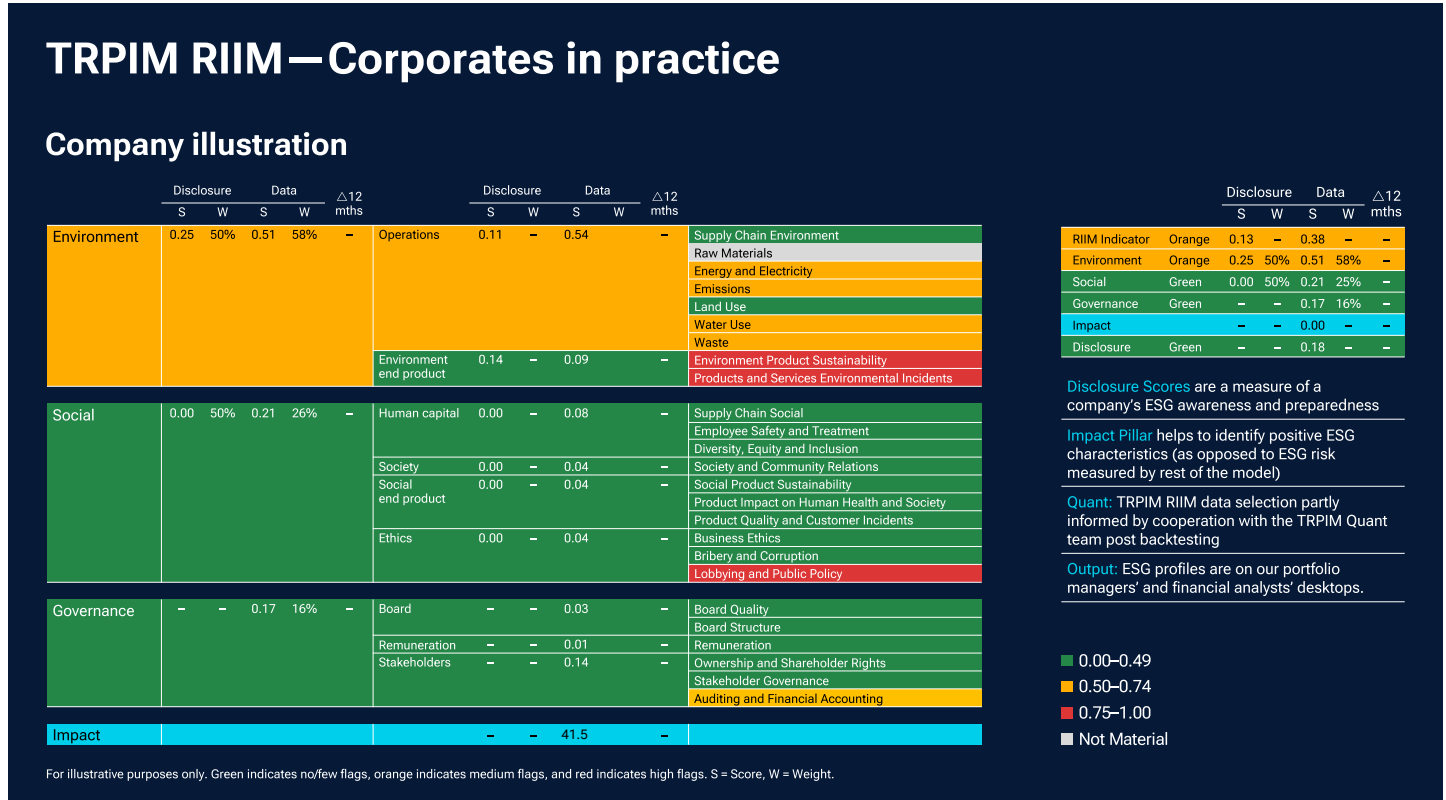 TRPIM RIIM—Corporates in practice
Company illustration
Disclosure Data △12 mths Disclosure Data △12 mths
S W S W S W S W
Environment 0.25 50% 0.51 58% – Operations 0.11 – 0.54 – Supply Chain Environment
Raw Materials
Energy and Electricity
Emissions
Land Use
Water Use
Waste
Environment end product 0.14 – 0.09 – Environment Product Sustainability
Products and Services Environmental Incidents
Social 0.00 50% 0.21 26% – Human capital 0.00 – 0.08 – Supply Chain Social
Employee Safety and Treatment
Diversity, Equity and Inclusion
Society 0.00 – 0.04 – Society and Community Relations
Social end product 0.00 – 0.04 – Social Product Sustainability
Product Impact on Human Health and Society
Product Quality and Customer Incidents
Ethics 0.00 – 0.04 – Business Ethics
Bribery and Corruption
Lobbying and Public Policy
Governance – – 0.17 16% – Board – – 0.03 – Board Quality
Board Structure
Remuneration – – 0.01 – Remuneration
Stakeholders – – 0.14 – Ownership and Shareholder Rights
Stakeholder Governance
Auditing and Financial Accounting
Impact – – 41.5 –
Disclosure Data △12 mths
S W S W
RIIM Indicator Orange 0.13 – 0.38 – –
Environment Orange 0.25 50% 0.51 58% –
Social Green 0.00 50% 0.21 25% –
Governance Green – – 0.17 16% –
Impact – – 0.00 – –
Disclosure Green – – 0.18 – –
Disclosure Scores are a measure of a
company's ESG awareness and preparedness
Impact Pillar helps to identify positive ESG
characteristics (as opposed to ESG risk
measured by rest of the model)
Quant: TRPIM RIIM data selection partly
informed by cooperation with the TRPIM Quant
team post backtesting
Output: ESG profiles are on our portfolio
managers' and financial analysts' desktops.
0.00–0.49
0.50–0.74
0.75–1.00
Not Material
For illustrative purposes only. Green indicates no/few flags, orange indicates medium flags, and red indicates high flags. S = Score, W = Weight.